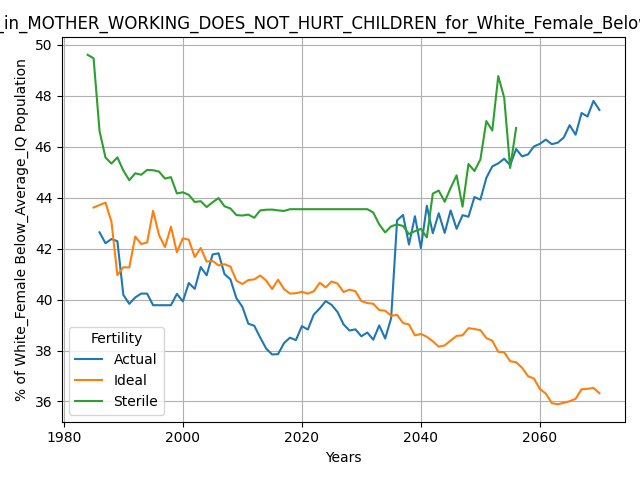 _in_MOTHER_WORKING_DOES_NOT_HURT_CHILDREN_for_White_Female_Below
% of White_Female Below_Average_IQ Population
50
48
46
44
42
40
38
36
Fertility
Actual
Ideal
Sterile
1980 2000 2020 2040 2060
Years